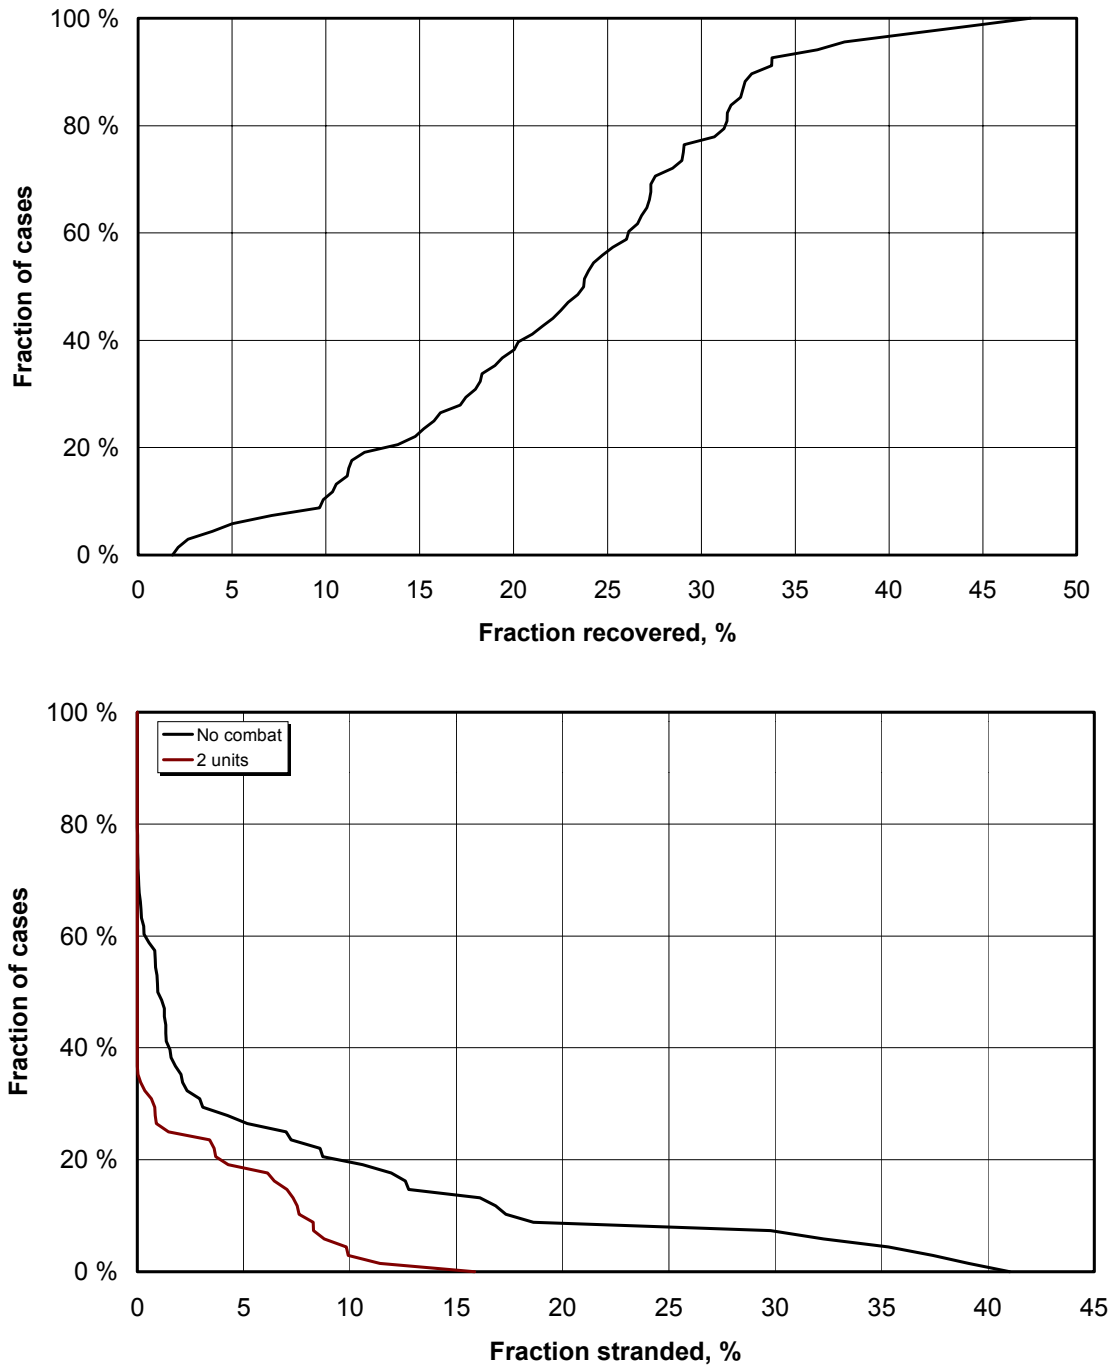 100 %
80 %
60 %
40 %
20 %
0 %
Fraction of cases
0 5 10 15 20 25 30 35 40 45 50
Fraction recovered, %
100 %
80 %
60 %
40 %
20 %
0 %
Fraction of cases
No combat
2 units
0 5 10 15 20 25 30 35 40 45
Fraction stranded, %